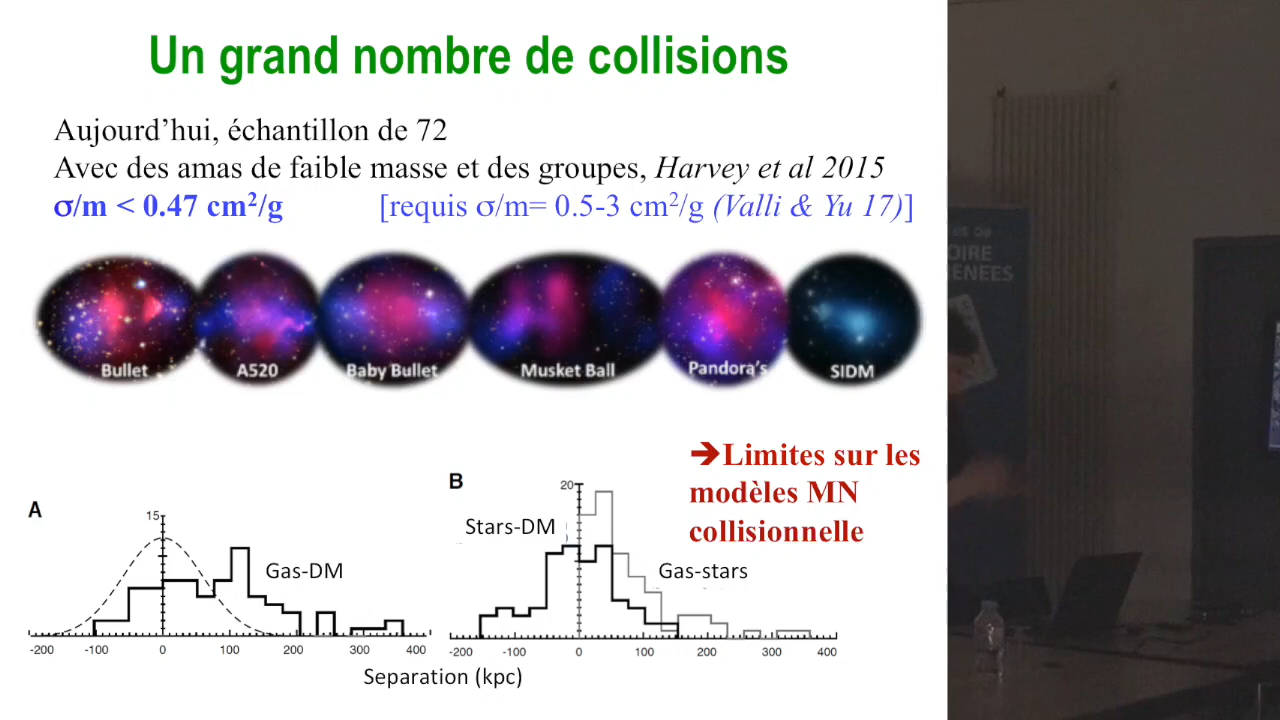 Un grand nombre de collisions
Aujourd’hui, échantillon de 72
Avec des amas de faible masse et des groupes, Harvey et al 2015
σ/m < 0.47 cm²/g [requis σ/m= 0.5-3 cm²/g (Valli & Yu 17)]
Bullet A520 Baby Bullet Musket Ball Pandora's SIDM
➔Limites sur les
modèles MN
collisionnelle
A
15
Gas-DM
-200 -100 0 100 200 300 400
B
20
Stars-DM
Gas-stars
-200 -100 0 100 200 300 400
Separation (kpc)
OIRE
ENEES